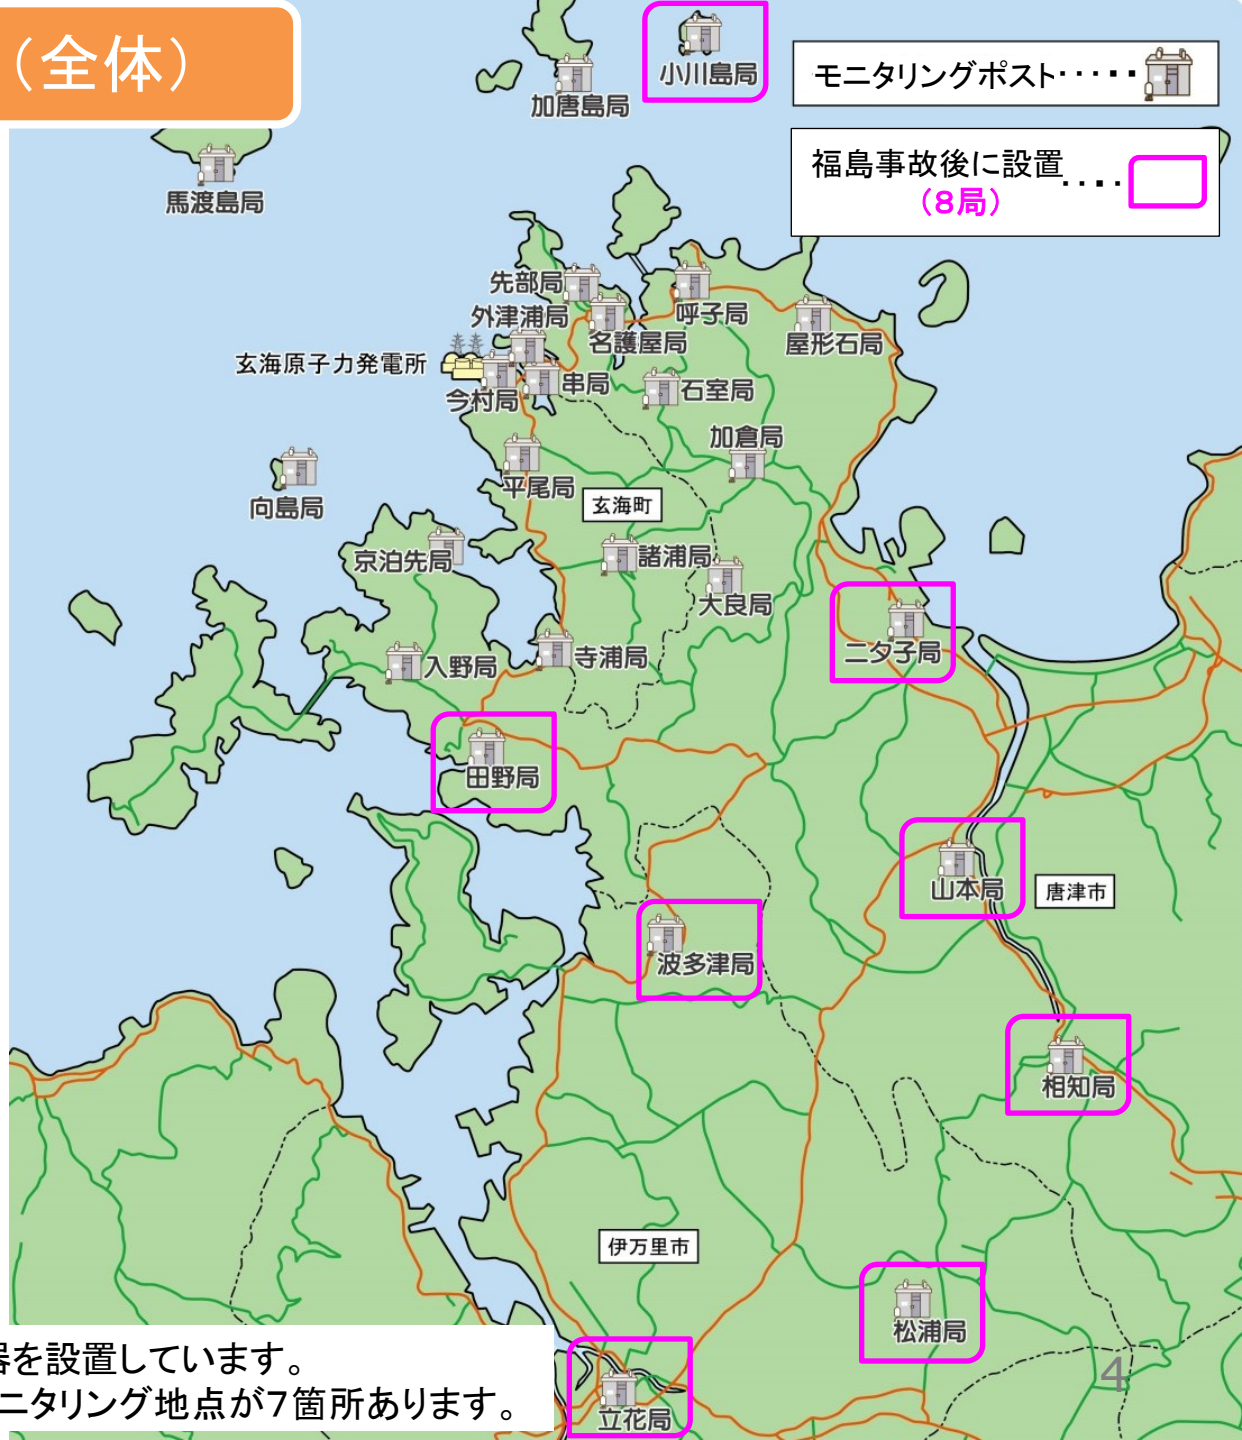 （全体）
小川島局
加唐島局
モニタリングポスト‥‥‥
福島事故後に設置‥‥
（8局）
馬渡島局
先部局
外津浦局
名護屋局
呼子局
屋形石局
玄海原子力発電所
今村局
串局
石室局
加倉局
平尾局
玄海町
向島局
京泊先局
諸浦局
大良局
二タ子局
入野局
寺浦局
田野局
山本局
唐津市
波多津局
相知局
伊万里市
松浦局
器を設置しています。
ニタリング地点が7箇所あります。
立花局
4